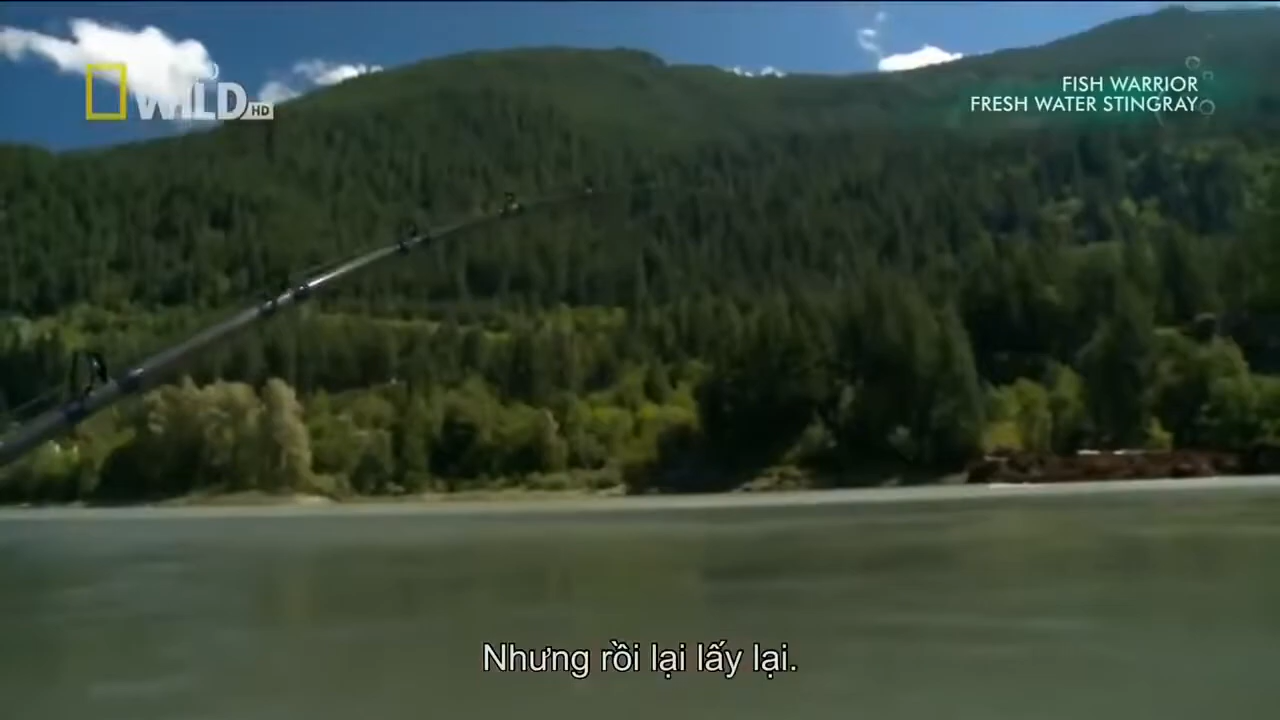 WILD HD
FISH WARRIOR
FRESH WATER STINGRAY
Nhưng rồi lại lấy lại.